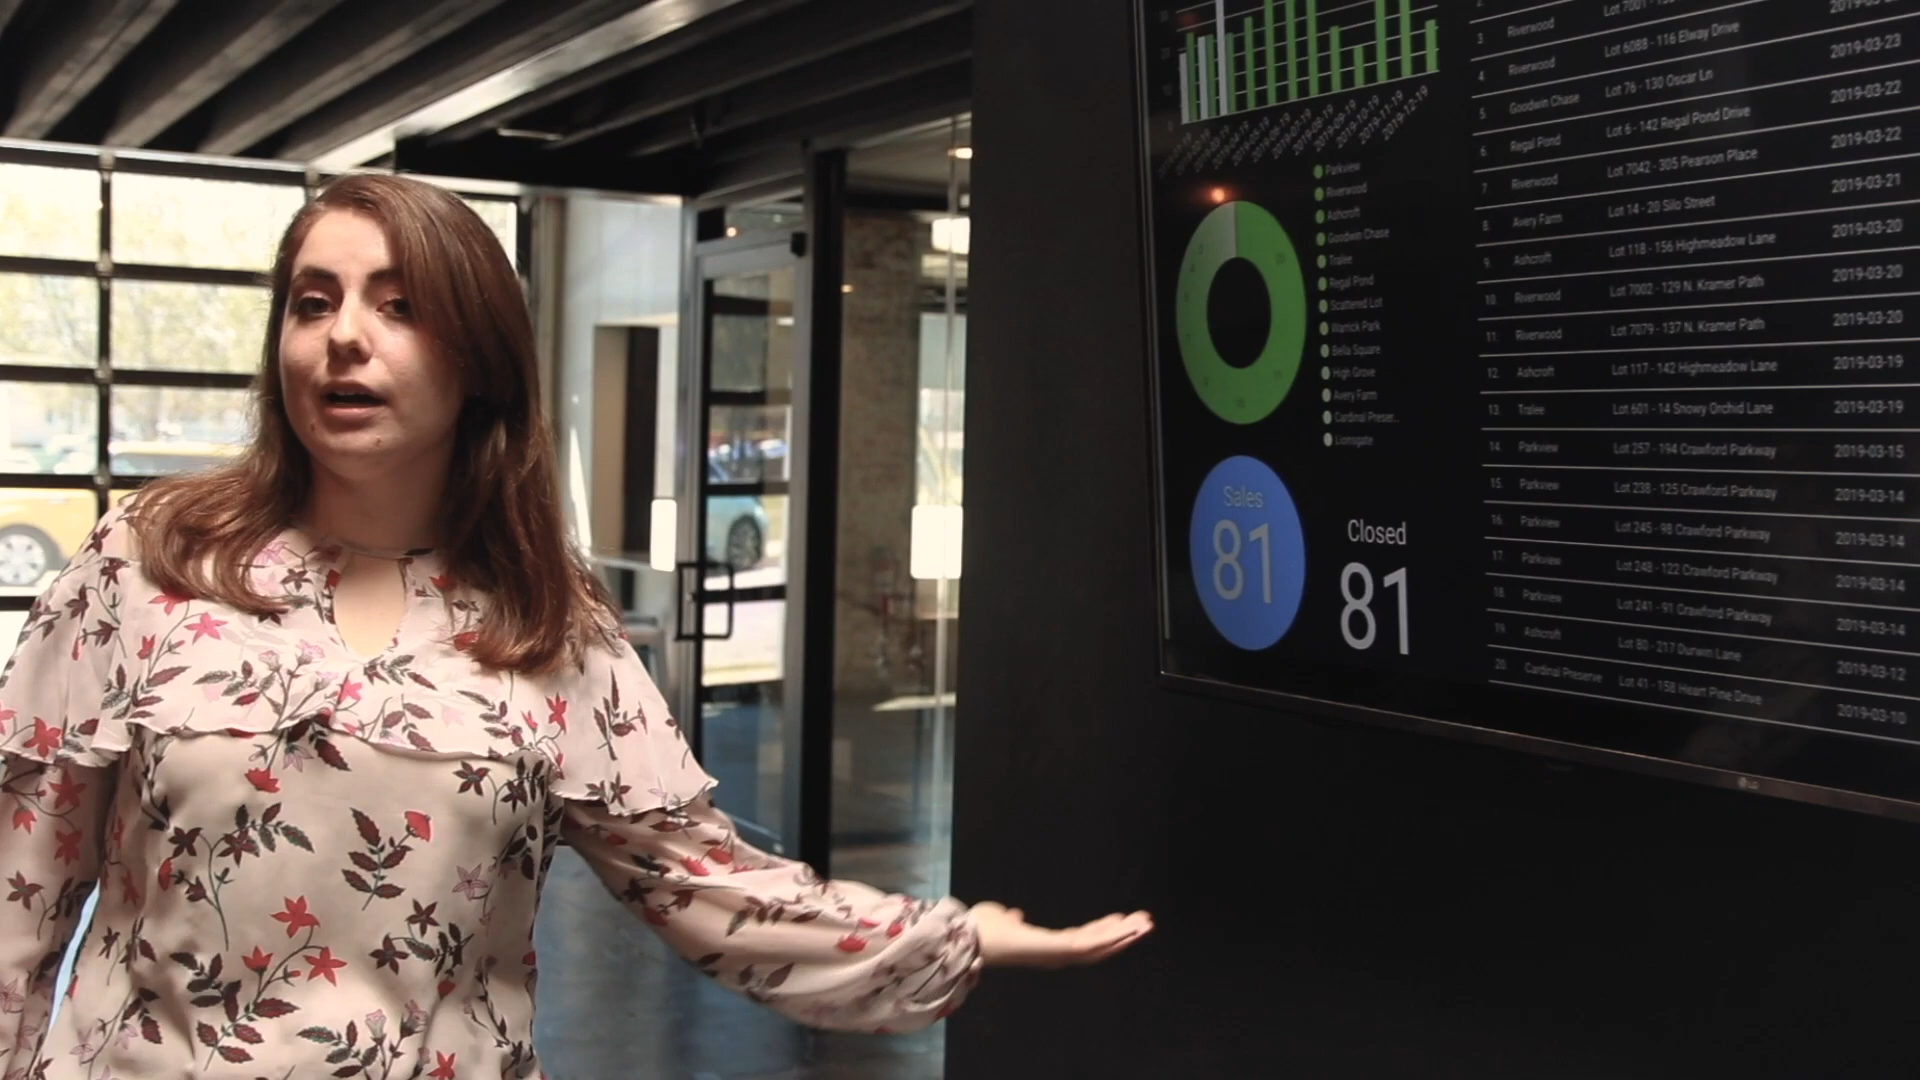 2019-12-19
Parkview
Riverwood
Ashcroft
Goodwin Chase
Tralee
Regal Pond
Scattered Lot
Warrick Park
Bella Square
High Grove
Avery Farm
Cardinal Preser...
Lionsgate
Sales
81
Closed
81
3. Riverwood Lot 6088 - 116 Elway Drive 2019-03-23
4. Riverwood Lot 76 - 130 Oscar Ln 2019-03-22
5. Goodwin Chase Lot 6 - 142 Regal Pond Drive 2019-03-22
6. Regal Pond Lot 7042 - 305 Pearson Place 2019-03-21
7. Riverwood Lot 14 - 20 Silo Street 2019-03-20
8. Avery Farm Lot 118 - 156 Highmeadow Lane 2019-03-20
9. Ashcroft Lot 7002 - 129 N. Kramer Path 2019-03-20
10. Riverwood Lot 7079 - 137 N. Kramer Path 2019-03-19
11. Riverwood Lot 117 - 142 Highmeadow Lane 2019-03-19
12. Ashcroft Lot 601 - 14 Snowy Orchid Lane 2019-03-15
13. Tralee Lot 257 - 194 Crawford Parkway 2019-03-14
14. Parkview Lot 238 - 125 Crawford Parkway 2019-03-14
15. Parkview Lot 245 - 98 Crawford Parkway 2019-03-14
16. Parkview Lot 248 - 122 Crawford Parkway 2019-03-14
17. Parkview Lot 241 - 91 Crawford Parkway 2019-03-12
18. Parkview Lot 80 - 217 Durwin Lane 2019-03-10
19. Ashcroft Lot 41 - 158 Heart Pine Drive
20. Cardinal Preserve
LG